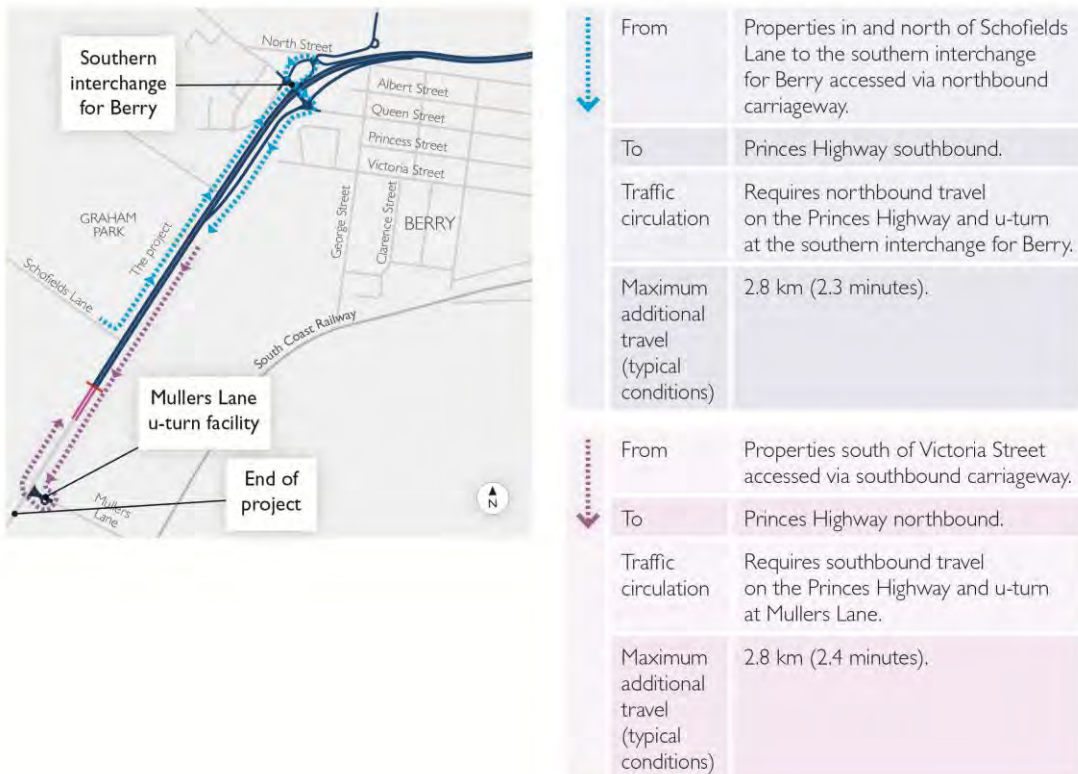 North Street
Southern
interchange
for Berry
Albert Street
Queen Street
Princess Street
Victoria Street
GRAHAM
PARK
The project
George Street
Clarence Street
BERRY
Schofields Lane
South Coast Railway
Mullers Lane
u-turn facility
End of
project
Mullers
Lane
N
From
Properties in and north of Schofields
Lane to the southern interchange
for Berry accessed via northbound
carriageway.
To
Princes Highway southbound.
Traffic
circulation
Requires northbound travel
on the Princes Highway and u-turn
at the southern interchange for Berry.
Maximum
additional
travel
(typical
conditions)
2.8 km (2.3 minutes).
From
Properties south of Victoria Street
accessed via southbound carriageway.
To
Princes Highway northbound.
Traffic
circulation
Requires southbound travel
on the Princes Highway and u-turn
at Mullers Lane.
Maximum
additional
travel
(typical
conditions)
2.8 km (2.4 minutes).